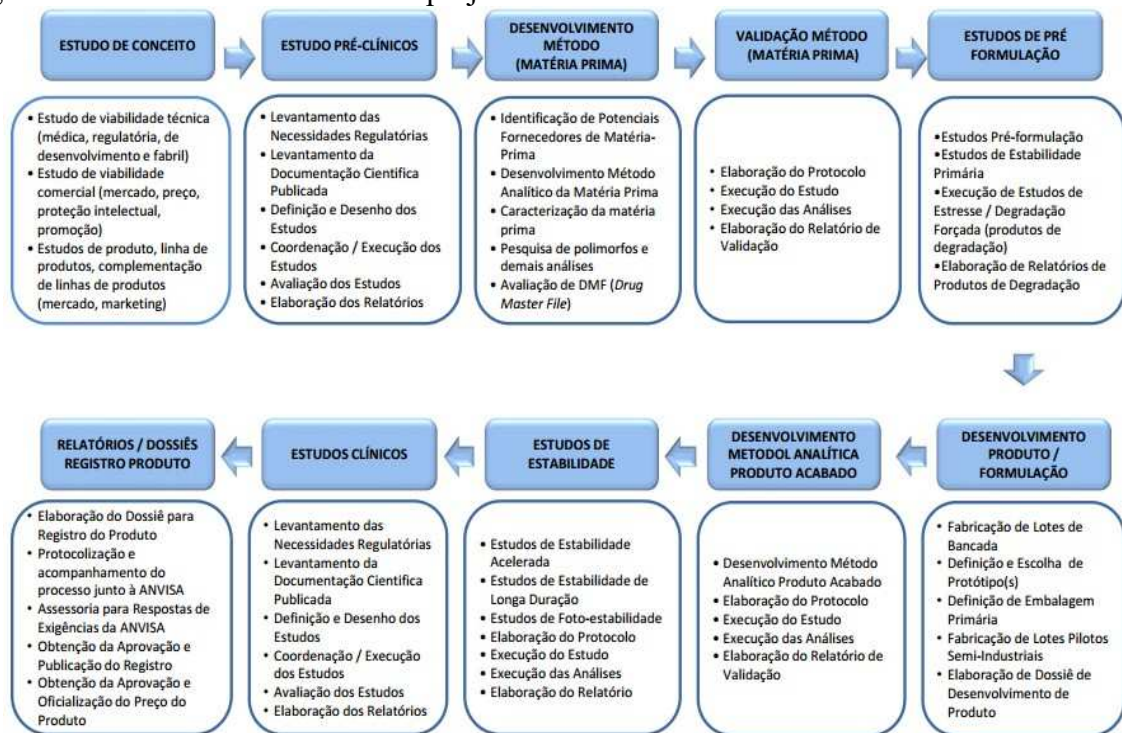 ESTUDO DE CONCEITO
• Estudo de viabilidade técnica
(médica, regulatória, de
desenvolvimento e fabril)
• Estudo de viabilidade
comercial (mercado, preço,
proteção intelectual,
promoção)
• Estudos de produto, linha de
produtos, complementação
de linhas de produtos
(mercado, marketing)
ESTUDO PRÉ-CLÍNICOS
• Levantamento das
Necessidades Regulatórias
• Levantamento da
Documentação Cientifica
Publicada
• Definição e Desenho dos
Estudos
• Coordenação / Execução dos
Estudos
• Avaliação dos Estudos
• Elaboração dos Relatórios
DESENVOLVIMENTO
MÉTODO
(MATÉRIA PRIMA)
• Identificação de Potenciais
Fornecedores de Matéria-
Prima
• Desenvolvimento Método
Analítico da Matéria Prima
• Caracterização da matéria
prima
• Pesquisa de polimorfos e
demais análises
• Avaliação de DMF (Drug
Master File)
VALIDAÇÃO MÉTODO
(MATÉRIA PRIMA)
• Elaboração do Protocolo
• Execução do Estudo
• Execução das Análises
• Elaboração do Relatório de
Validação
ESTUDOS DE PRÉ
FORMULAÇÃO
•Estudos Pré-formulação
•Estudos de Estabilidade
Primária
•Execução de Estudos de
Estresse / Degradação
Forçada (produtos de
degradação)
•Elaboração de Relatórios de
Produtos de Degradação
RELATÓRIOS / DOSSIÊS
REGISTRO PRODUTO
• Elaboração do Dossiê para
Registro do Produto
• Protocolização e
acompanhamento do
processo junto à ANVISA
• Assessoria para Respostas de
Exigências da ANVISA
• Obtenção da Aprovação e
Publicação do Registro
• Obtenção da Aprovação e
Oficialização do Preço do
Produto
ESTUDOS CLÍNICOS
• Levantamento das
Necessidades Regulatórias
• Levantamento da
Documentação Cientifica
Publicada
• Definição e Desenho dos
Estudos
• Coordenação / Execução
dos Estudos
• Avaliação dos Estudos
• Elaboração dos Relatórios
ESTUDOS DE
ESTABILIDADE
• Estudos de Estabilidade
Acelerada
• Estudos de Estabilidade de
Longa Duração
• Estudos de Foto-estabilidade
• Elaboração do Protocolo
• Execução do Estudo
• Execução das Análises
• Elaboração do Relatório
DESENVOLVIMENTO
METODOL ANALÍTICA
PRODUTO ACABADO
• Desenvolvimento Método
Analítico Produto Acabado
• Elaboração do Protocolo
• Execução do Estudo
• Execução das Análises
• Elaboração do Relatório de
Validação
DESENVOLVIMENTO
PRODUTO /
FORMULAÇÃO
• Fabricação de Lotes de
Bancada
• Definição e Escolha de
Protótipo(s)
• Definição de Embalagem
Primária
• Fabricação de Lotes Pilotos
Semi-Industriais
• Elaboração de Dossiê de
Desenvolvimento de
Produto